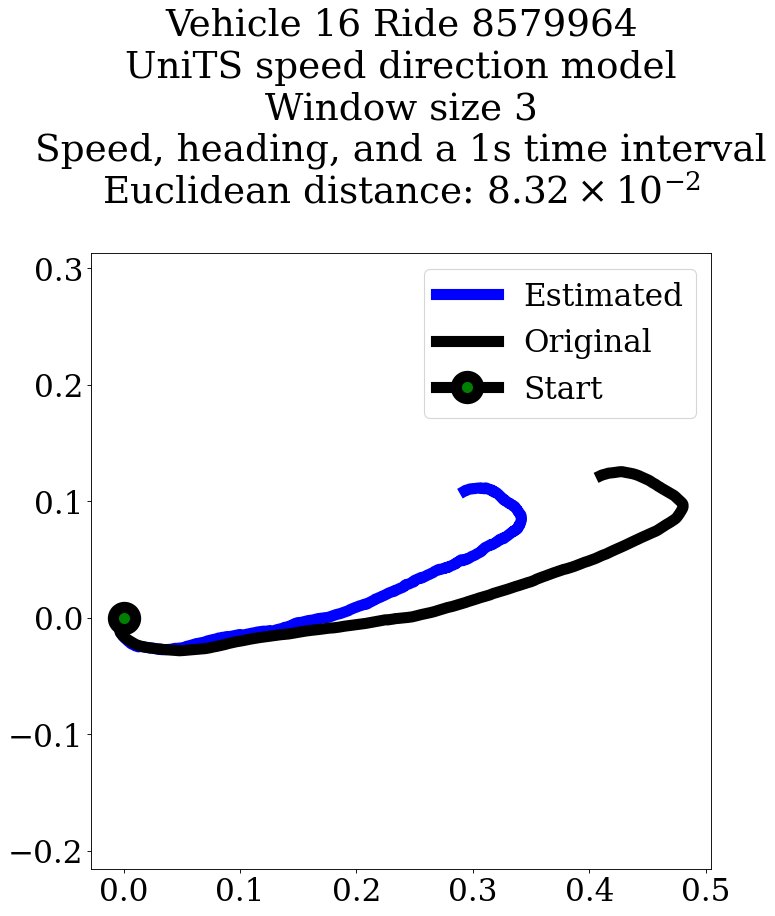 Vehicle 16 Ride 8579964
UniTS speed direction model
Window size 3
Speed, heading, and a 1s time interval
Euclidean distance: 8.32 × 10⁻²
Estimated
Original
Start
0.3
0.2
0.1
0.0
−0.1
−0.2
0.0 0.1 0.2 0.3 0.4 0.5